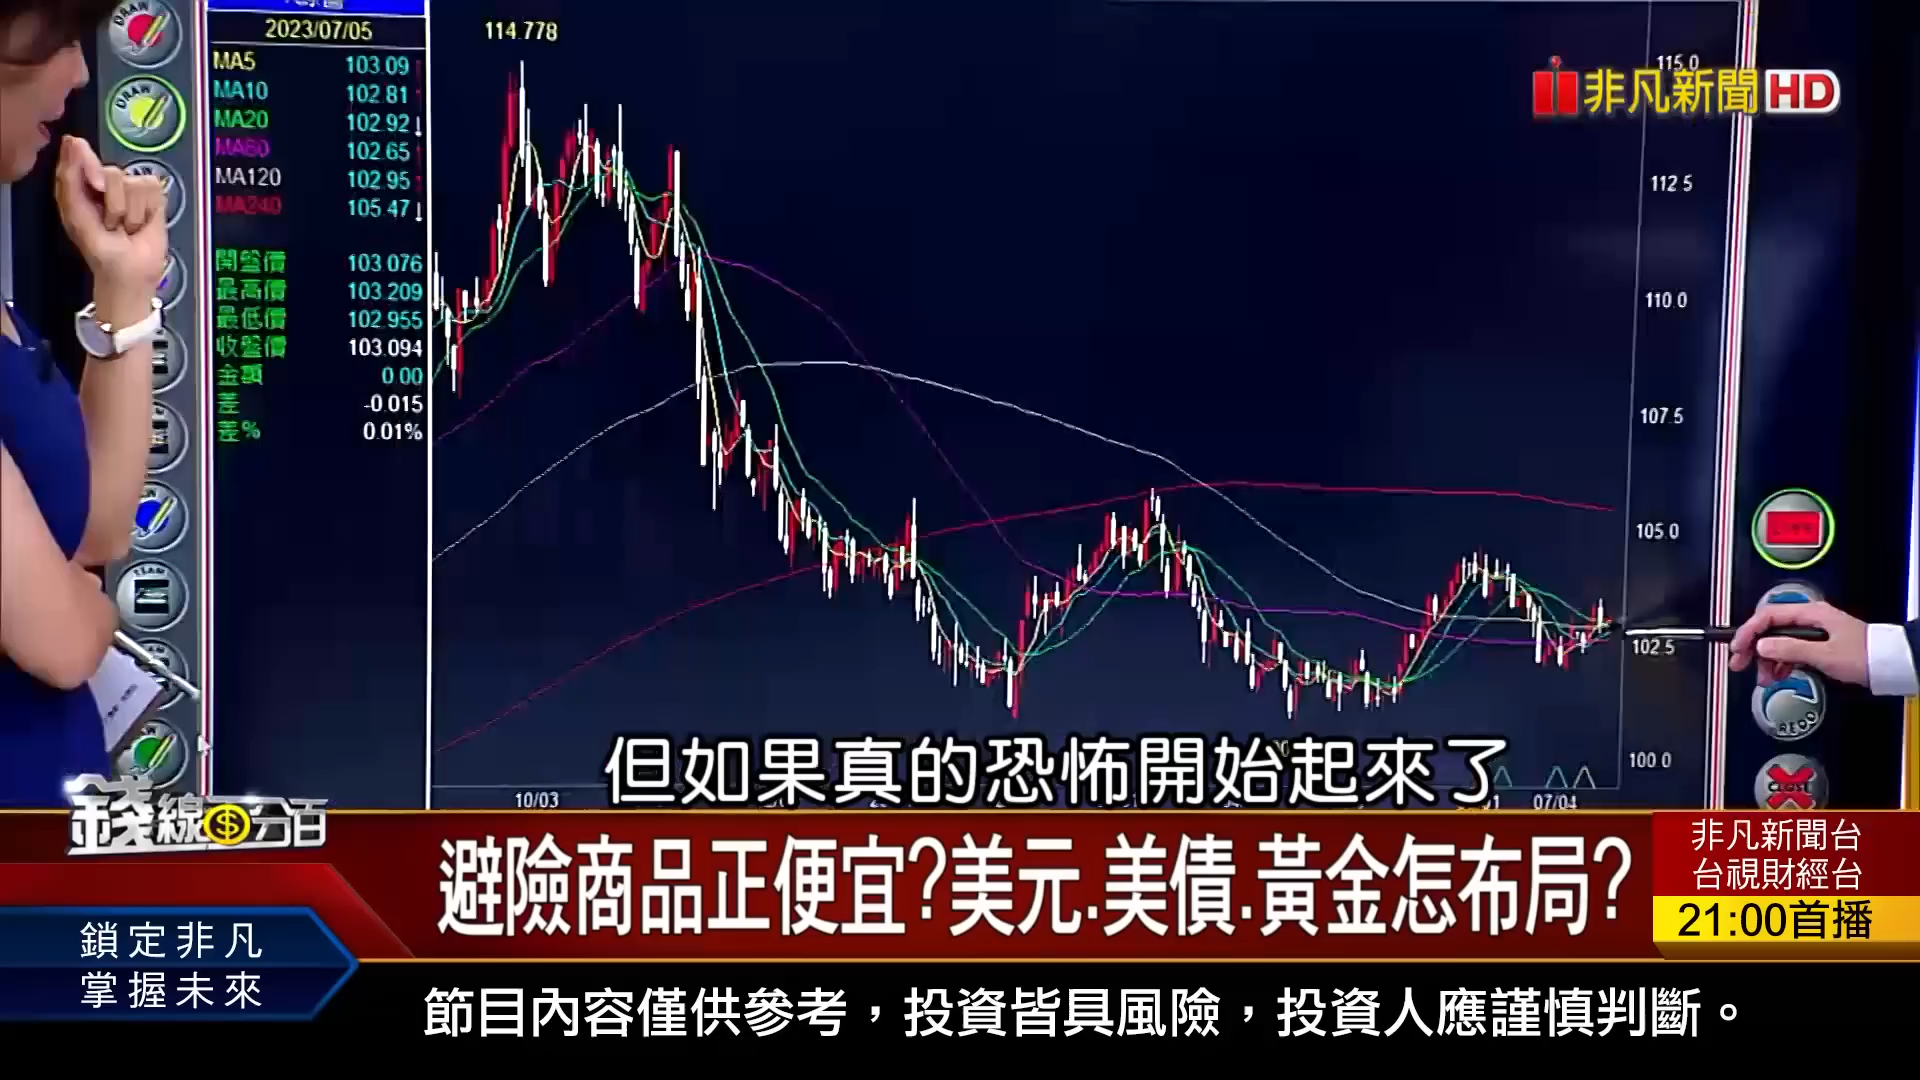 2023/07/05
114.778
MA5 103.09
MA10 102.81
MA20 102.92
MA60 102.65
MA120 102.95
MA240 105.47
開盤價 103.076
最高價 103.209
最低價 102.955
收盤價 103.094
金額 0.00
差 -0.015
差% 0.01%
115.0
112.5
110.0
107.5
105.0
102.5
100.0
10/03
07/04
非凡新聞HD
DRAW
DRAW
TEAM
REDO
CLOSE
但如果真的恐怖開始起來了
錢線百分百
避險商品正便宜?美元.美債.黃金怎布局?
非凡新聞台
台視財經台
21:00首播
鎖定非凡
掌握未來
節目內容僅供參考，投資皆具風險，投資人應謹慎判斷。